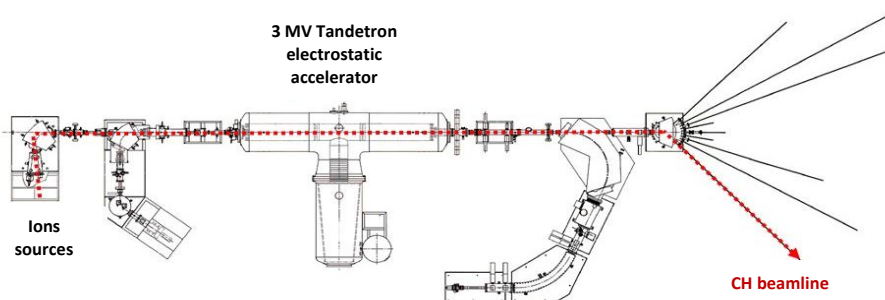 3 MV Tandetron
electrostatic
accelerator
Ions
sources
CH beamline